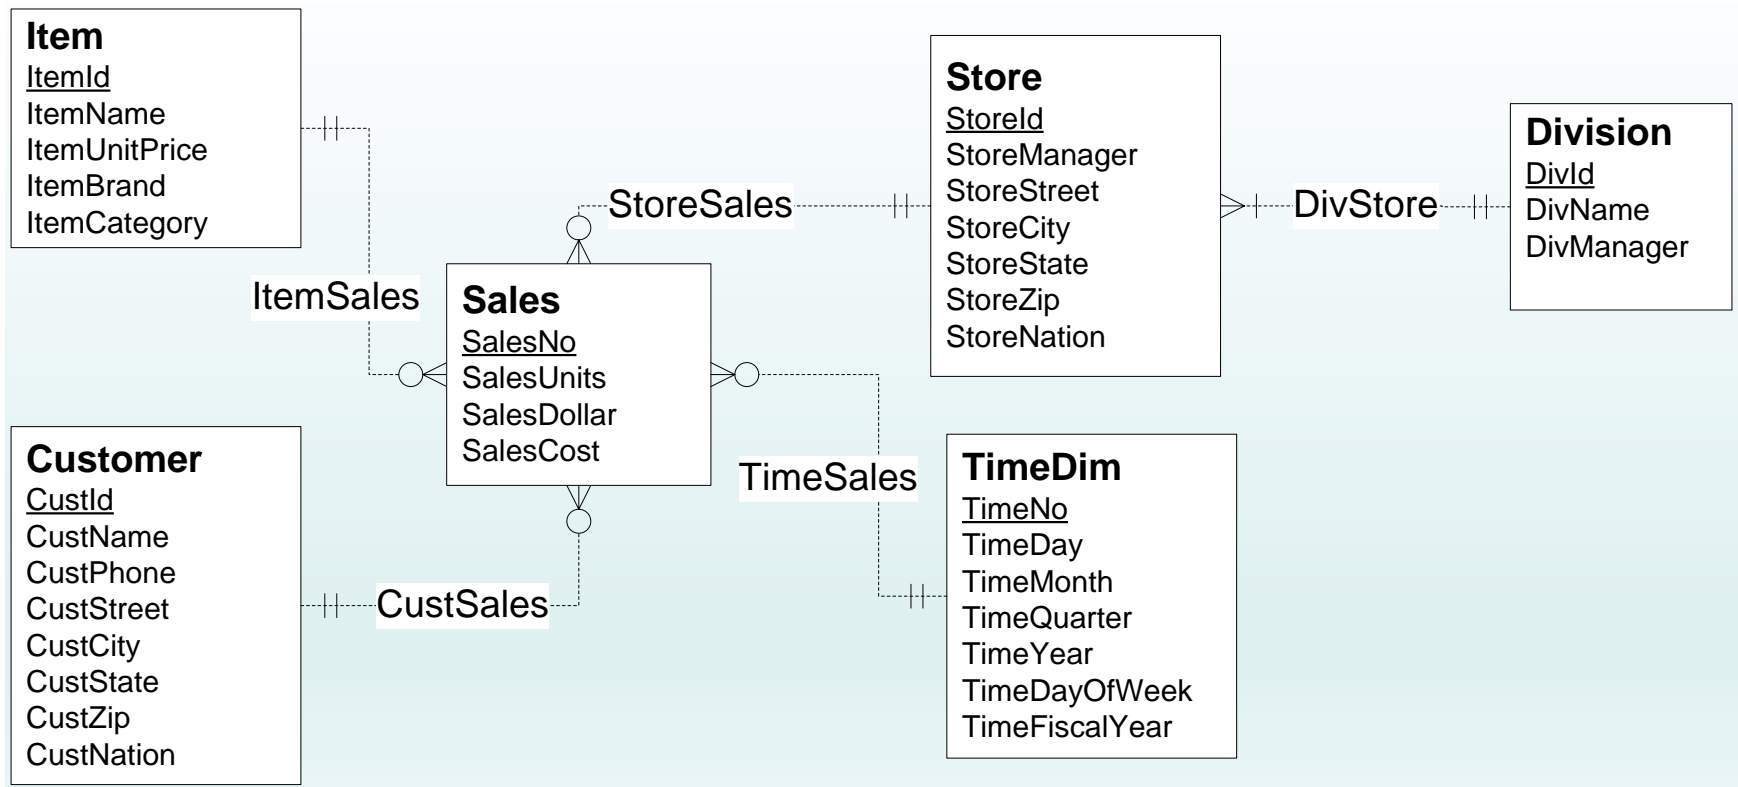 Item
ItemId
ItemName
ItemUnitPrice
ItemBrand
ItemCategory
Store
StoreId
StoreManager
StoreStreet
StoreCity
StoreState
StoreZip
StoreNation
Division
DivId
DivName
DivManager
StoreSales
DivStore
ItemSales
Sales
SalesNo
SalesUnits
SalesDollar
SalesCost
Customer
CustId
CustName
CustPhone
CustStreet
CustCity
CustState
CustZip
CustNation
CustSales
TimeSales
TimeDim
TimeNo
TimeDay
TimeMonth
TimeQuarter
TimeYear
TimeDayOfWeek
TimeFiscalYear